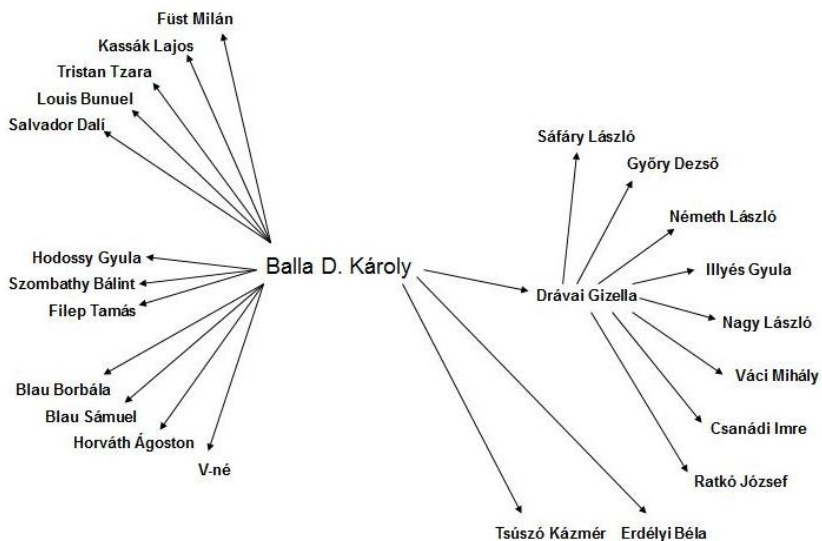 Füst Milán
Kassák Lajos
Tristan Tzara
Louis Bunuel
Salvador Dalí
Sáfáry László
Győry Dezső
Németh László
Hodossy Gyula
Balla D. Károly
Illyés Gyula
Szombathy Bálint
Drávai Gizella
Filep Tamás
Nagy László
Váci Mihály
Blau Borbála
Blau Sámuel
Csanádi Imre
Horváth Ágoston
V-né
Ratkó József
Tsúszó Kázmér
Erdélyi Béla